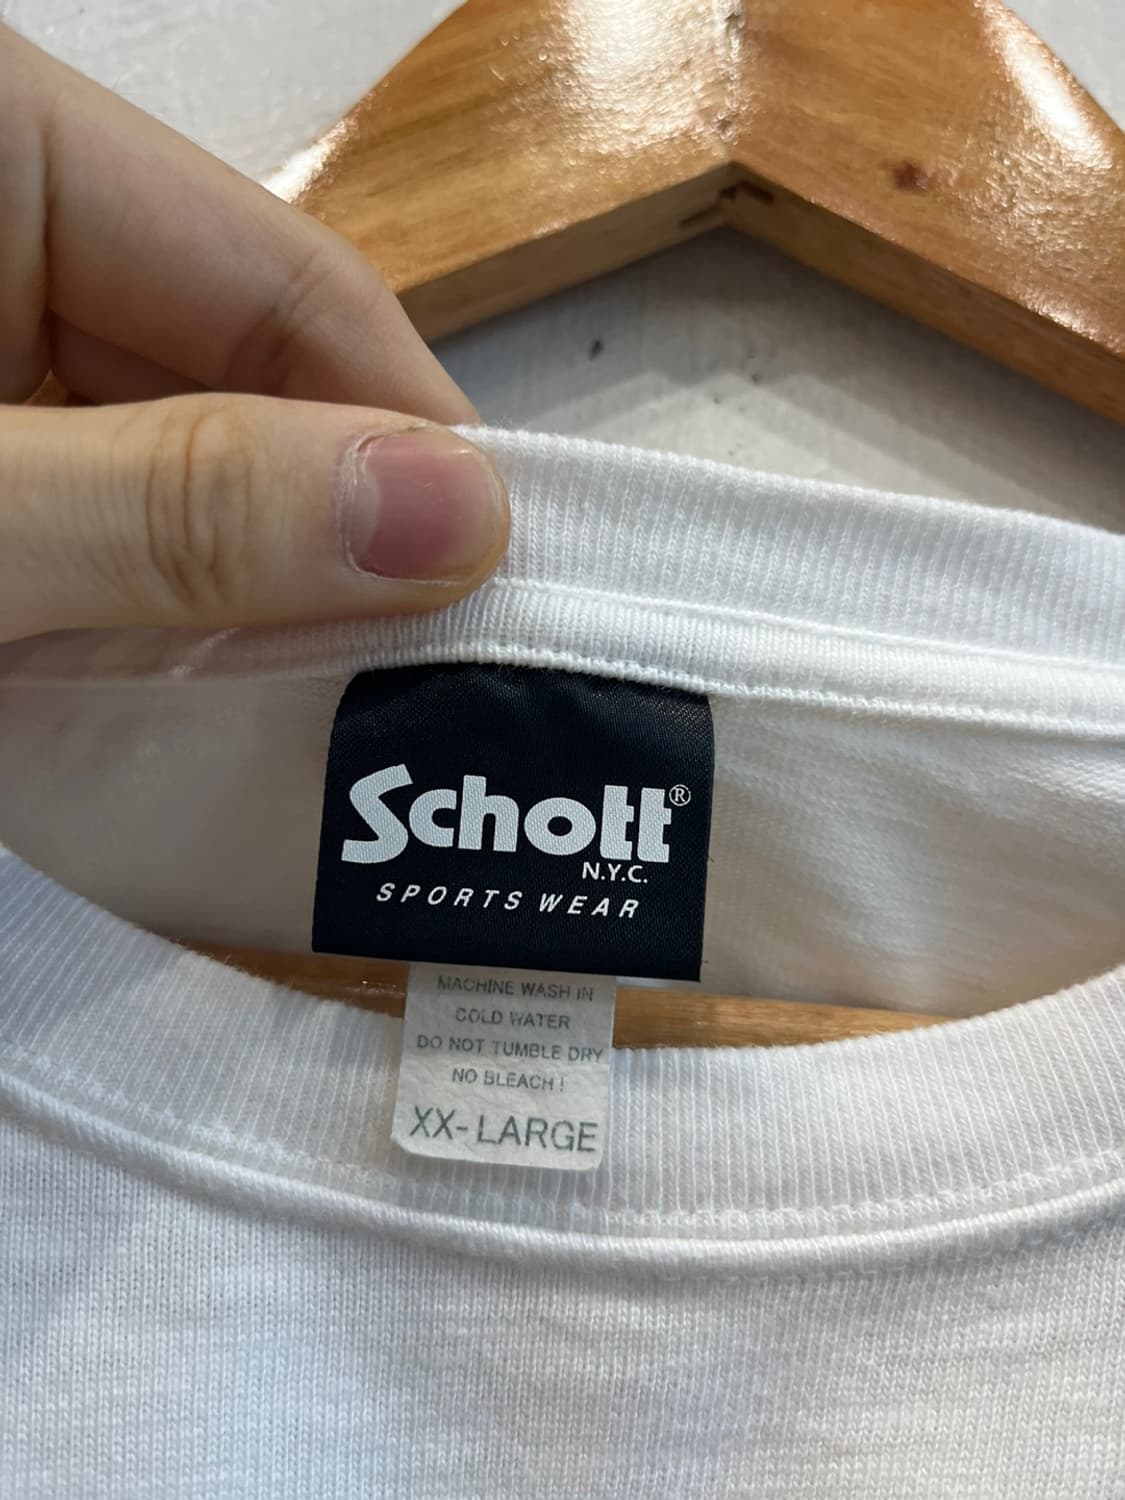 Schott®
N.Y.C.
SPORTS WEAR
MACHINE WASH IN
COLD WATER
DO NOT TUMBLE DRY
NO BLEACH !
XX-LARGE